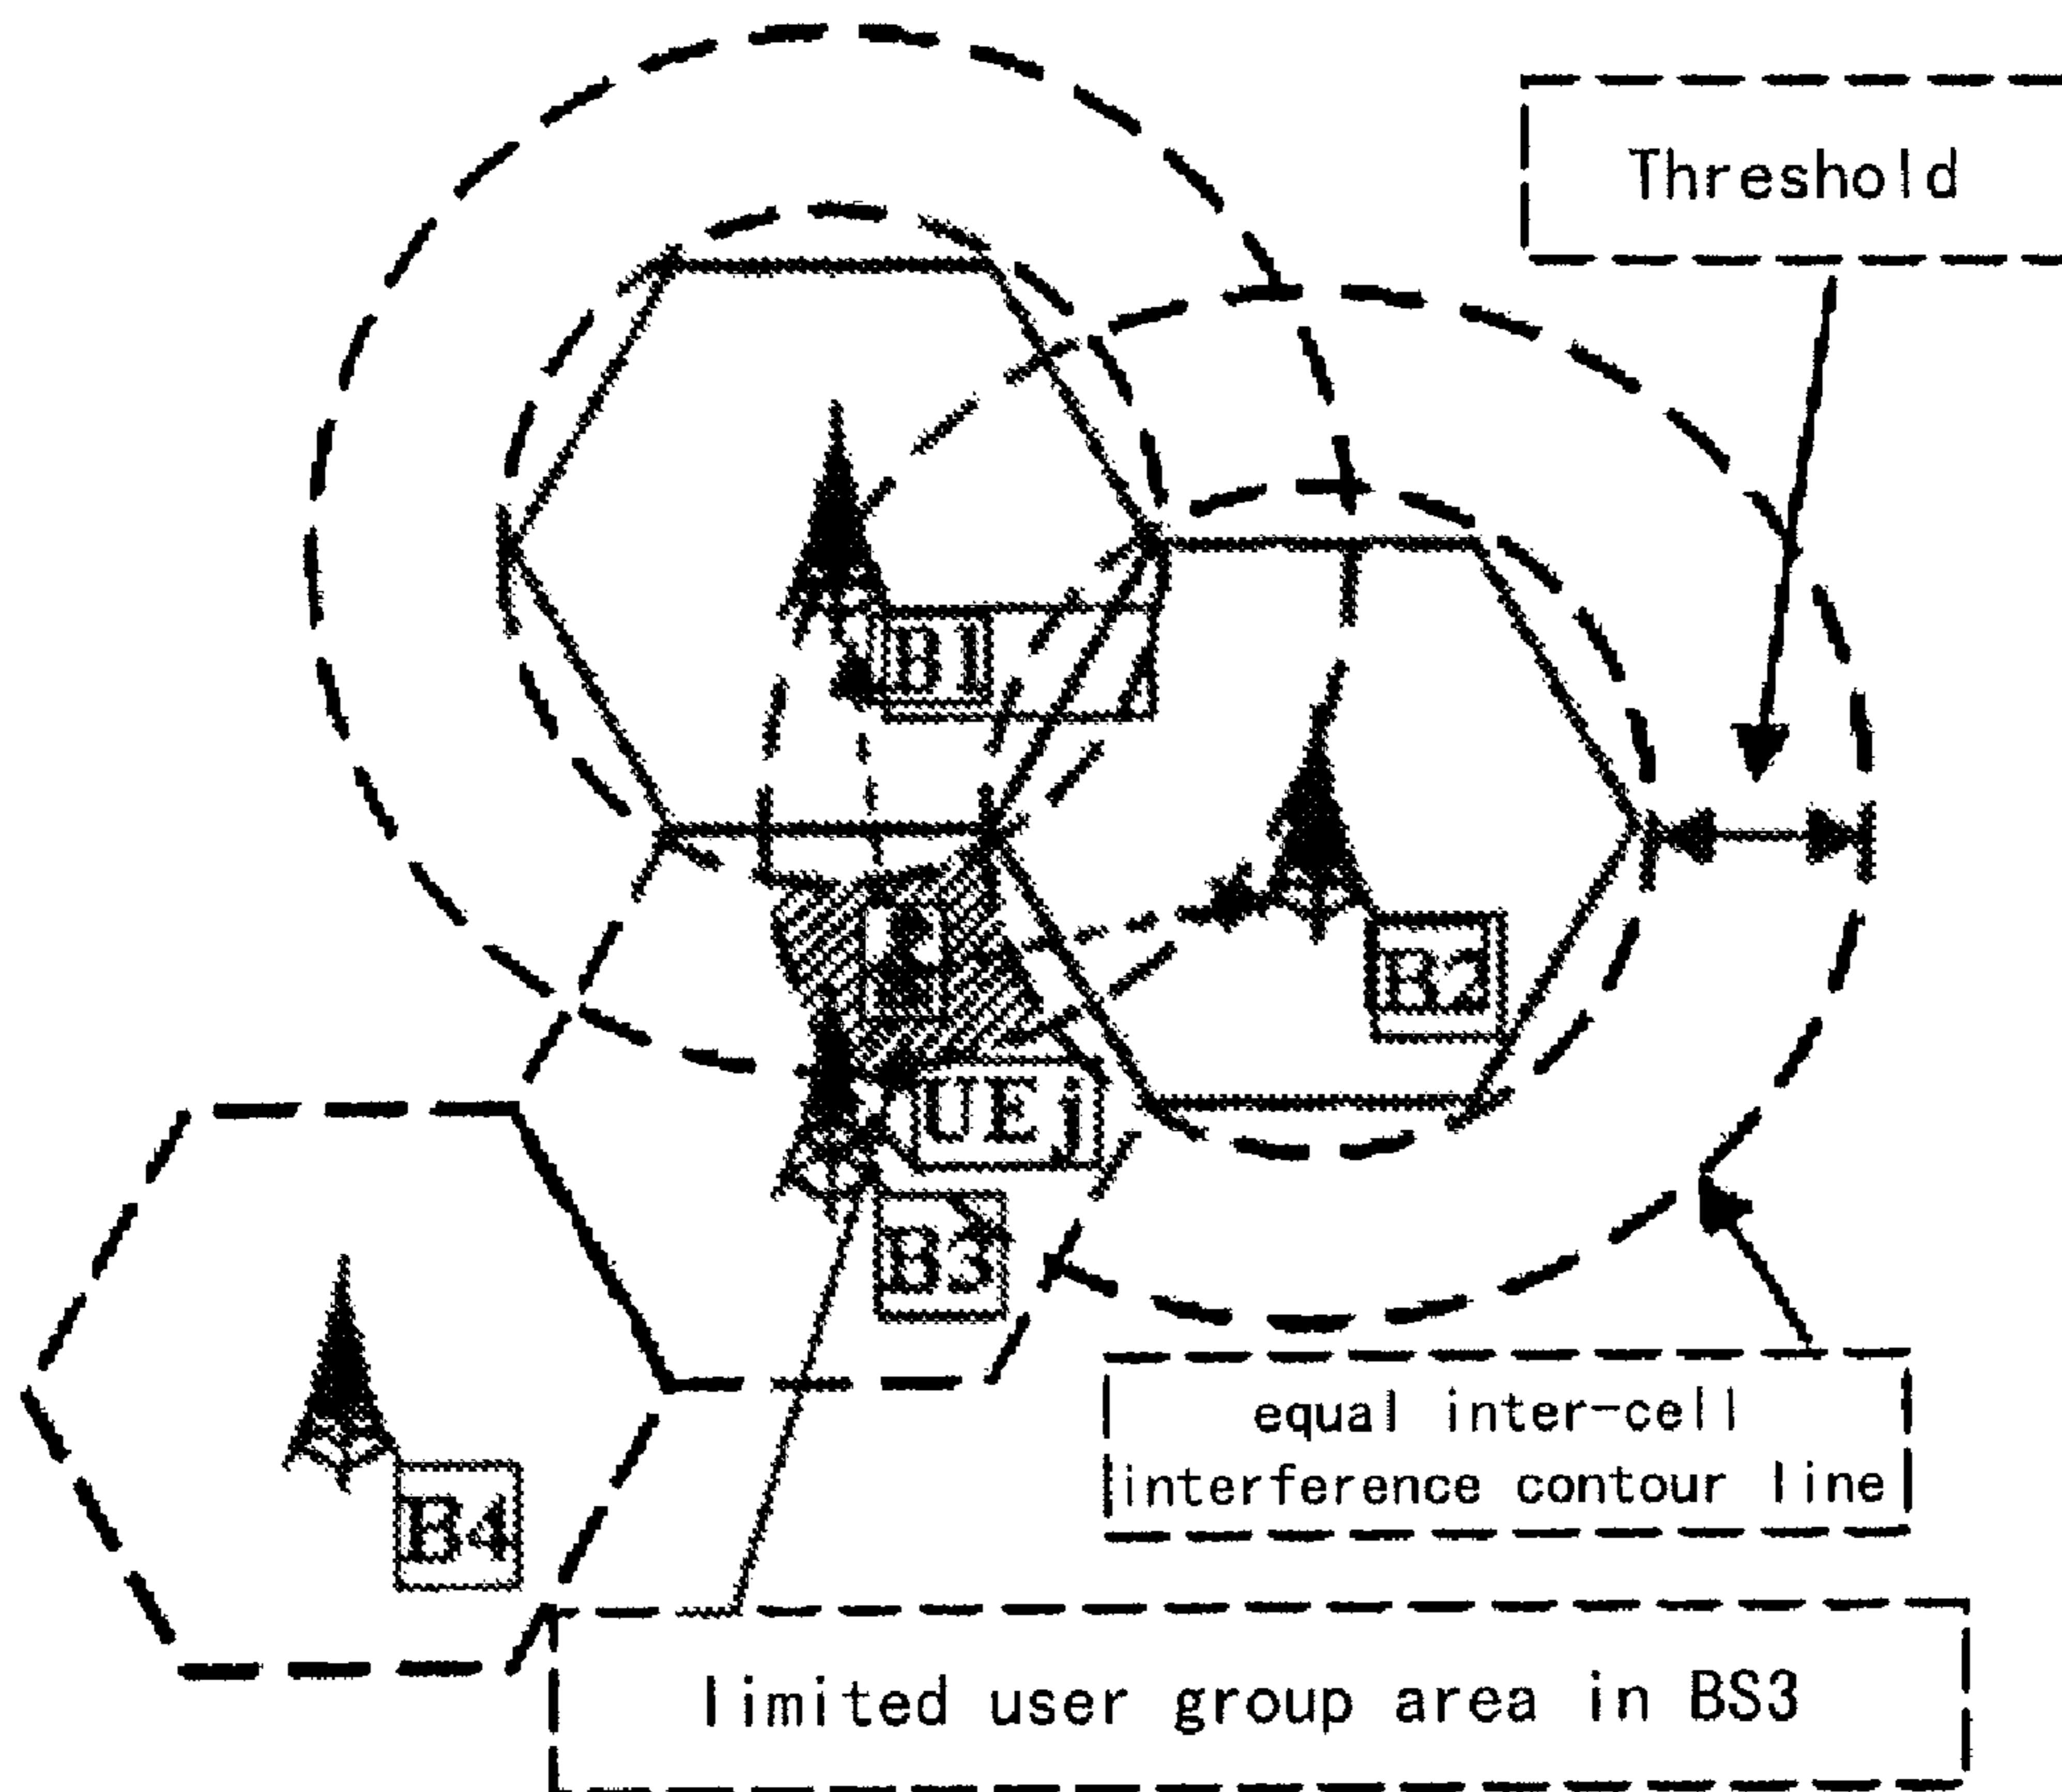 Threshold
B1
B2
UEj
B3
equal inter-cell
interference contour line
B4
limited user group area in BS3